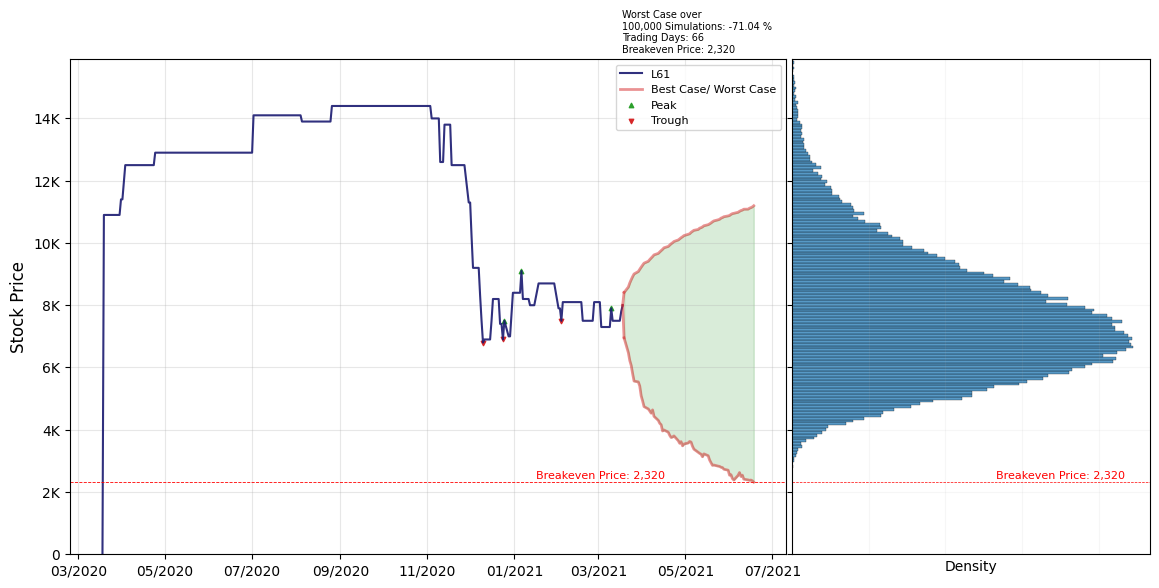 Worst Case over
100,000 Simulations: -71.04 %
Trading Days: 66
Breakeven Price: 2,320
L61
Best Case/ Worst Case
Peak
Trough
Stock Price
14K
12K
10K
8K
6K
4K
2K
0
Breakeven Price: 2,320
Breakeven Price: 2,320
03/2020 05/2020 07/2020 09/2020 11/2020 01/2021 03/2021 05/2021 07/2021
Density